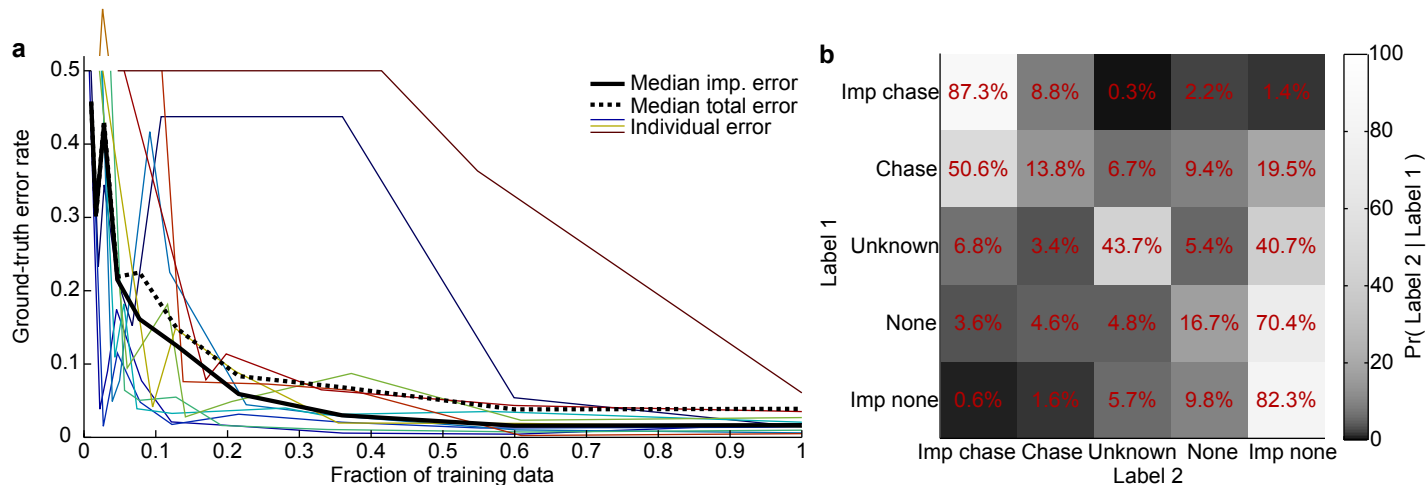 a
0.5
0.4
0.3
0.2
0.1
0
Ground-truth error rate
Median imp. error
Median total error
Individual error
0 0.1 0.2 0.3 0.4 0.5 0.6 0.7 0.8 0.9 1
Fraction of training data
b
Label 1
Imp chase 87.3% 8.8% 0.3% 2.2% 1.4%
Chase 50.6% 13.8% 6.7% 9.4% 19.5%
Unknown 6.8% 3.4% 43.7% 5.4% 40.7%
None 3.6% 4.6% 4.8% 16.7% 70.4%
Imp none 0.6% 1.6% 5.7% 9.8% 82.3%
Imp chase Chase Unknown None Imp none
Label 2
100
80
60
40
20
0
Pr( Label 2 | Label 1 )